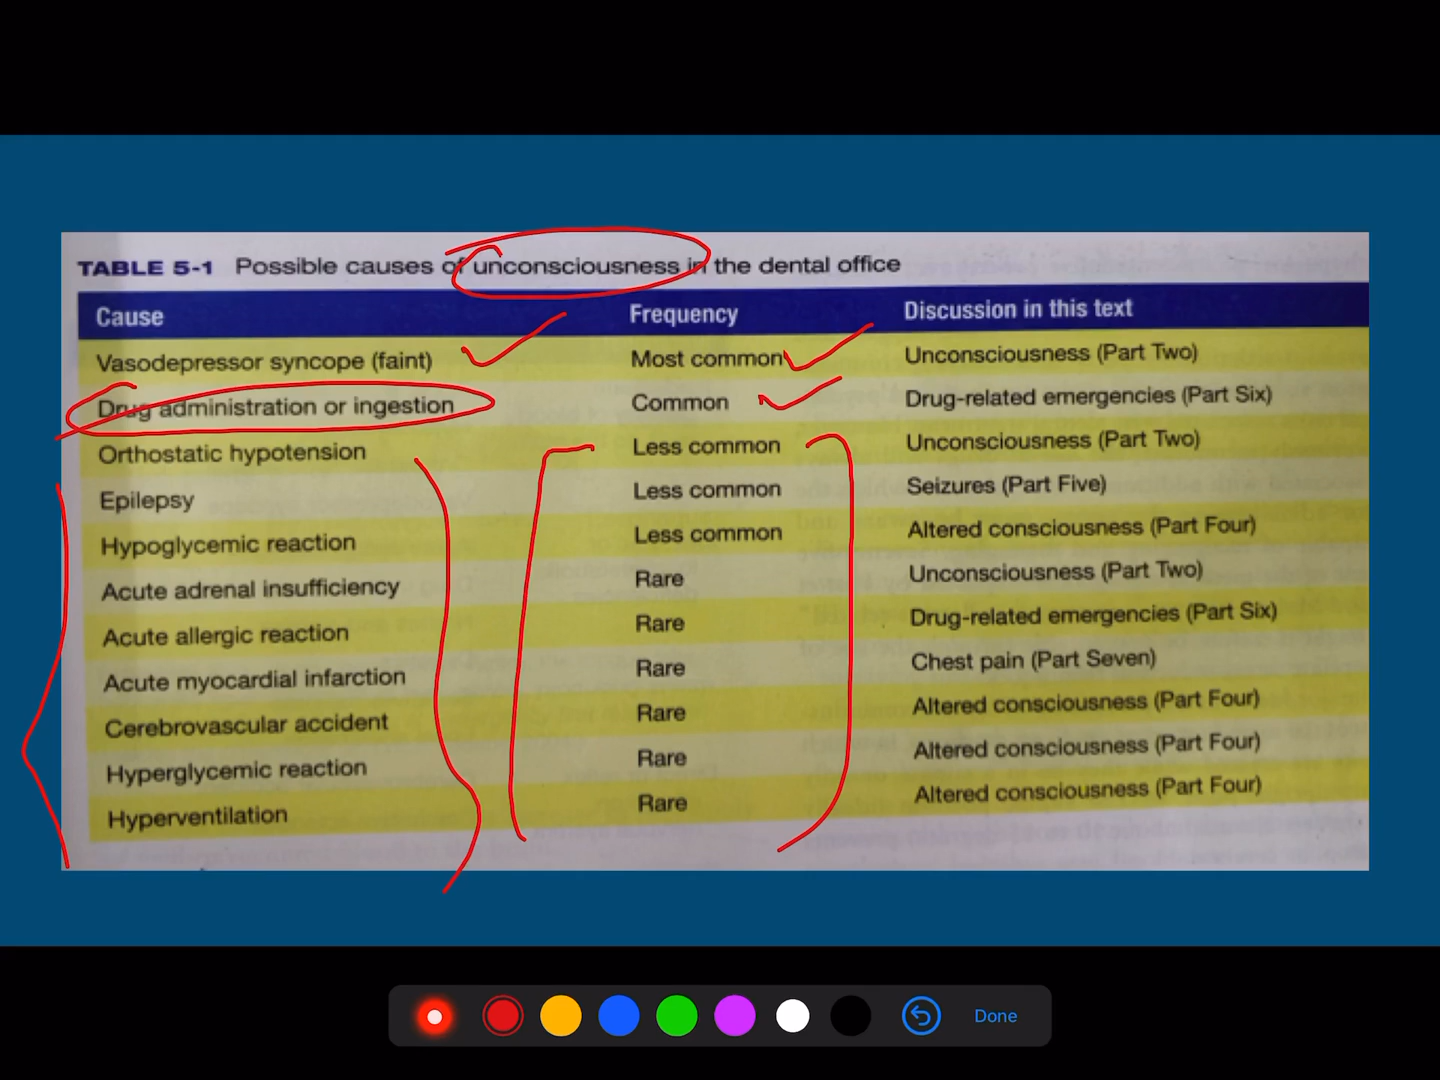 TABLE 5-1 Possible causes of unconsciousness in the dental office
Cause Frequency Discussion in this text
Vasodepressor syncope (faint) Most common Unconsciousness (Part Two)
Drug administration or ingestion Common Drug-related emergencies (Part Six)
Orthostatic hypotension Less common Unconsciousness (Part Two)
Epilepsy Less common Seizures (Part Five)
Hypoglycemic reaction Less common Altered consciousness (Part Four)
Acute adrenal insufficiency Rare Unconsciousness (Part Two)
Acute allergic reaction Rare Drug-related emergencies (Part Six)
Acute myocardial infarction Rare Chest pain (Part Seven)
Cerebrovascular accident Rare Altered consciousness (Part Four)
Hyperglycemic reaction Rare Altered consciousness (Part Four)
Hyperventilation Rare Altered consciousness (Part Four)
Done